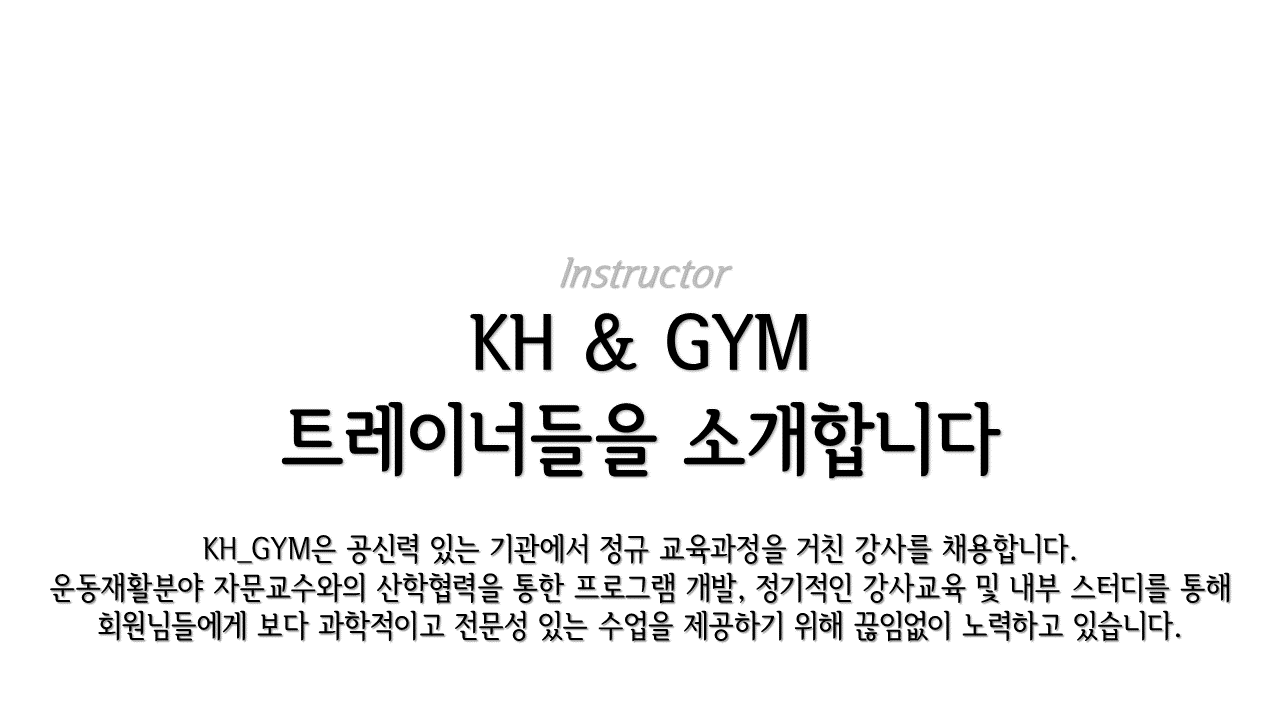 Instructor
KH & GYM
트레이너들을 소개합니다
KH_GYM은 공신력 있는 기관에서 정규 교육과정을 거친 강사를 채용합니다.
운동재활분야 자문교수와의 산학협력을 통한 프로그램 개발, 정기적인 강사교육 및 내부 스터디를 통해
회원님들에게 보다 과학적이고 전문성 있는 수업을 제공하기 위해 끊임없이 노력하고 있습니다.